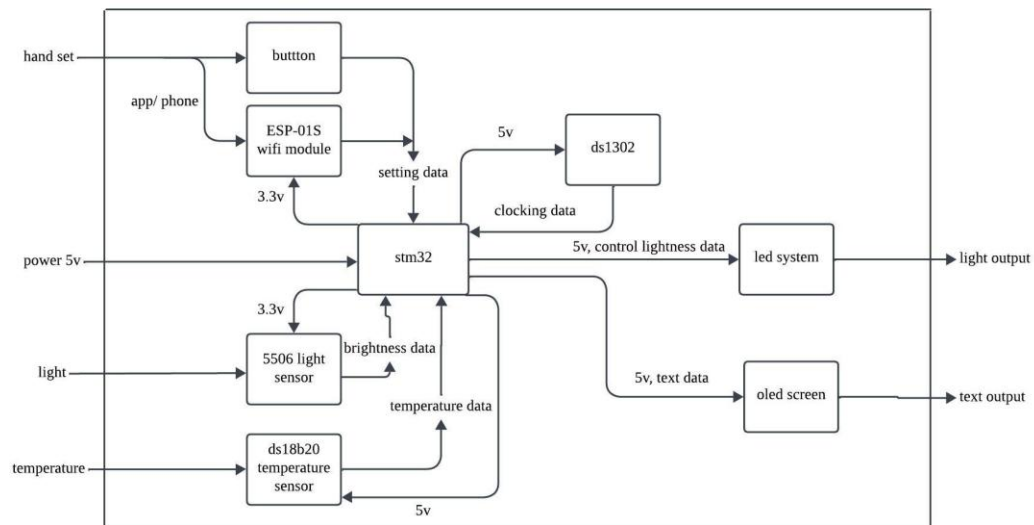 hand set
buttton
app/ phone
ESP-01S
wifi module
5v
ds1302
setting data
3.3v
clocking data
power 5v
stm32
5v, control lightness data
led system
light output
3.3v
light
5506 light
sensor
brightness data
5v, text data
oled screen
text output
temperature data
temperature
ds18b20
temperature
sensor
5v